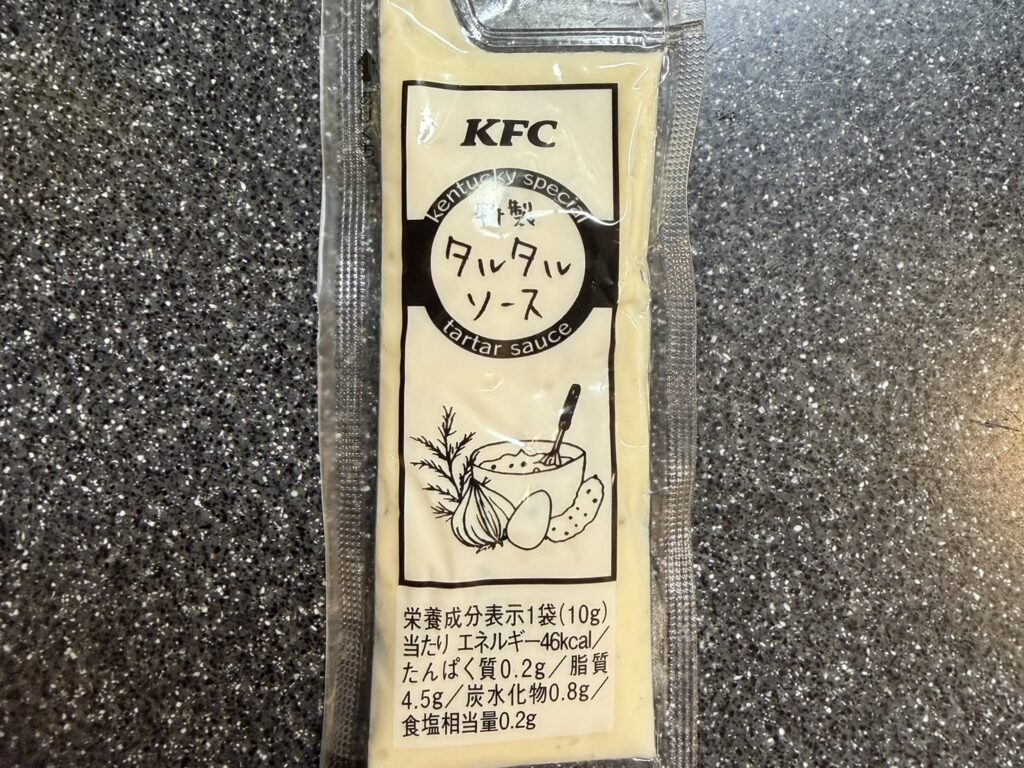 KFC
kentucky special
特製
タルタル
ソース
tartar sauce
栄養成分表示1袋(10g)
当たり エネルギー46kcal/
たんぱく質0.2g/脂質
4.5g/炭水化物0.8g/
食塩相当量0.2g